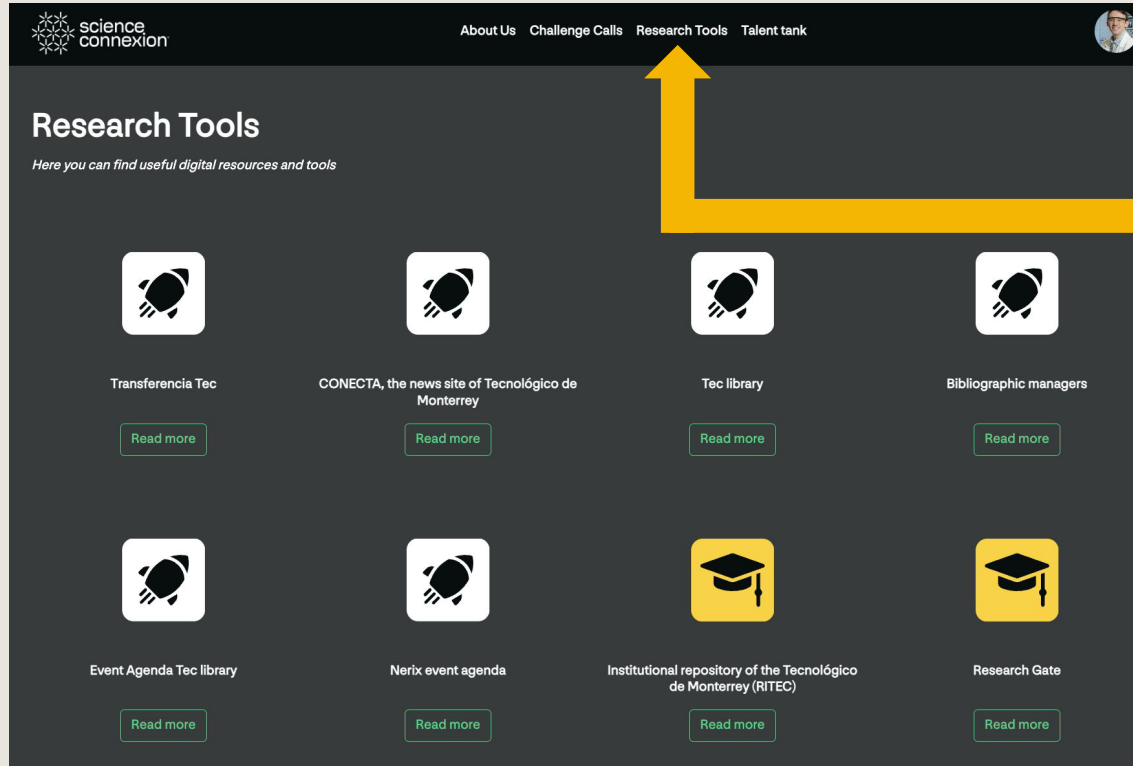 science
connexion
About Us Challenge Calls Research Tools Talent tank
Research Tools
Here you can find useful digital resources and tools
Transferencia Tec
CONECTA, the news site of Tecnológico de
Monterrey
Tec library
Bibliographic managers
Read more
Read more
Read more
Read more
Event Agenda Tec library
Nerix event agenda
Institutional repository of the Tecnológico
de Monterrey (RITEC)
Research Gate
Read more
Read more
Read more
Read more